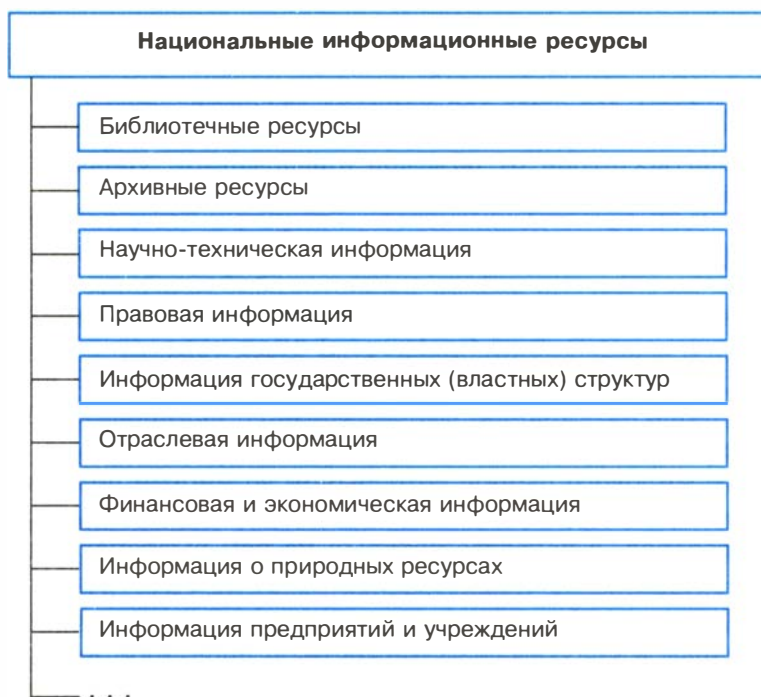 Национальные информационные ресурсы
Библиотечные ресурсы
Архивные ресурсы
Научно-техническая информация
Правовая информация
Информация государственных (властных) структур
Отраслевая информация
Финансовая и экономическая информация
Информация о природных ресурсах
Информация предприятий и учреждений
...